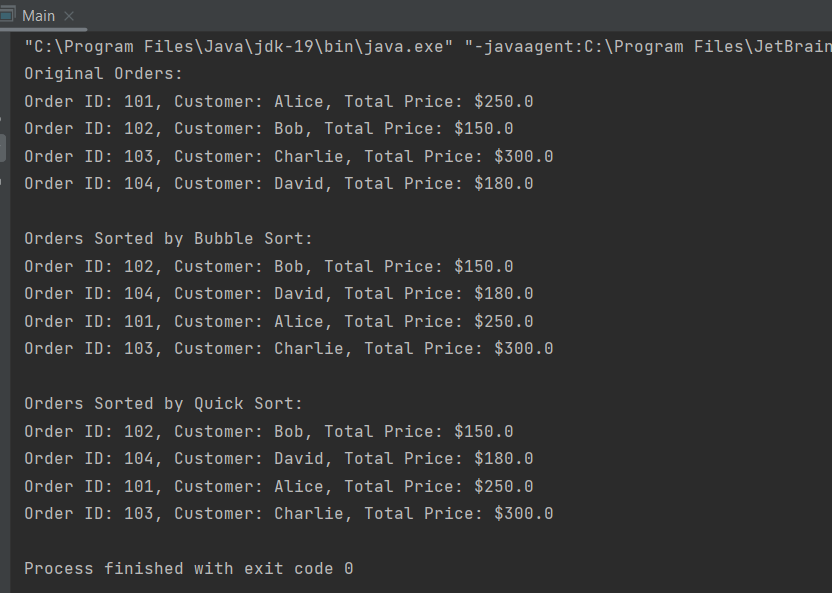 Main
"C:\Program Files\Java\jdk-19\bin\java.exe" "-javaagent:C:\Program Files\JetBrain
Original Orders:
Order ID: 101, Customer: Alice, Total Price: $250.0
Order ID: 102, Customer: Bob, Total Price: $150.0
Order ID: 103, Customer: Charlie, Total Price: $300.0
Order ID: 104, Customer: David, Total Price: $180.0
Orders Sorted by Bubble Sort:
Order ID: 102, Customer: Bob, Total Price: $150.0
Order ID: 104, Customer: David, Total Price: $180.0
Order ID: 101, Customer: Alice, Total Price: $250.0
Order ID: 103, Customer: Charlie, Total Price: $300.0
Orders Sorted by Quick Sort:
Order ID: 102, Customer: Bob, Total Price: $150.0
Order ID: 104, Customer: David, Total Price: $180.0
Order ID: 101, Customer: Alice, Total Price: $250.0
Order ID: 103, Customer: Charlie, Total Price: $300.0
Process finished with exit code 0